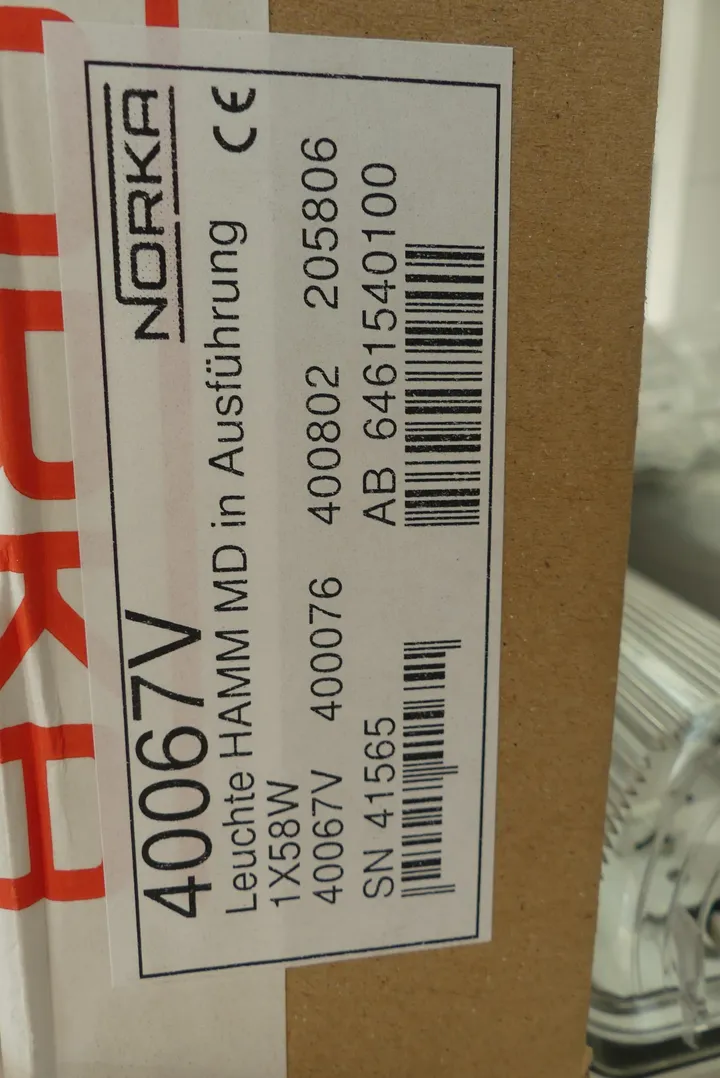 NORKA
40067V
CE
Leuchte HAMM MD in Ausführung
1X58W
40067V 400076 400802 205806
SN 41565 AB 6461540100